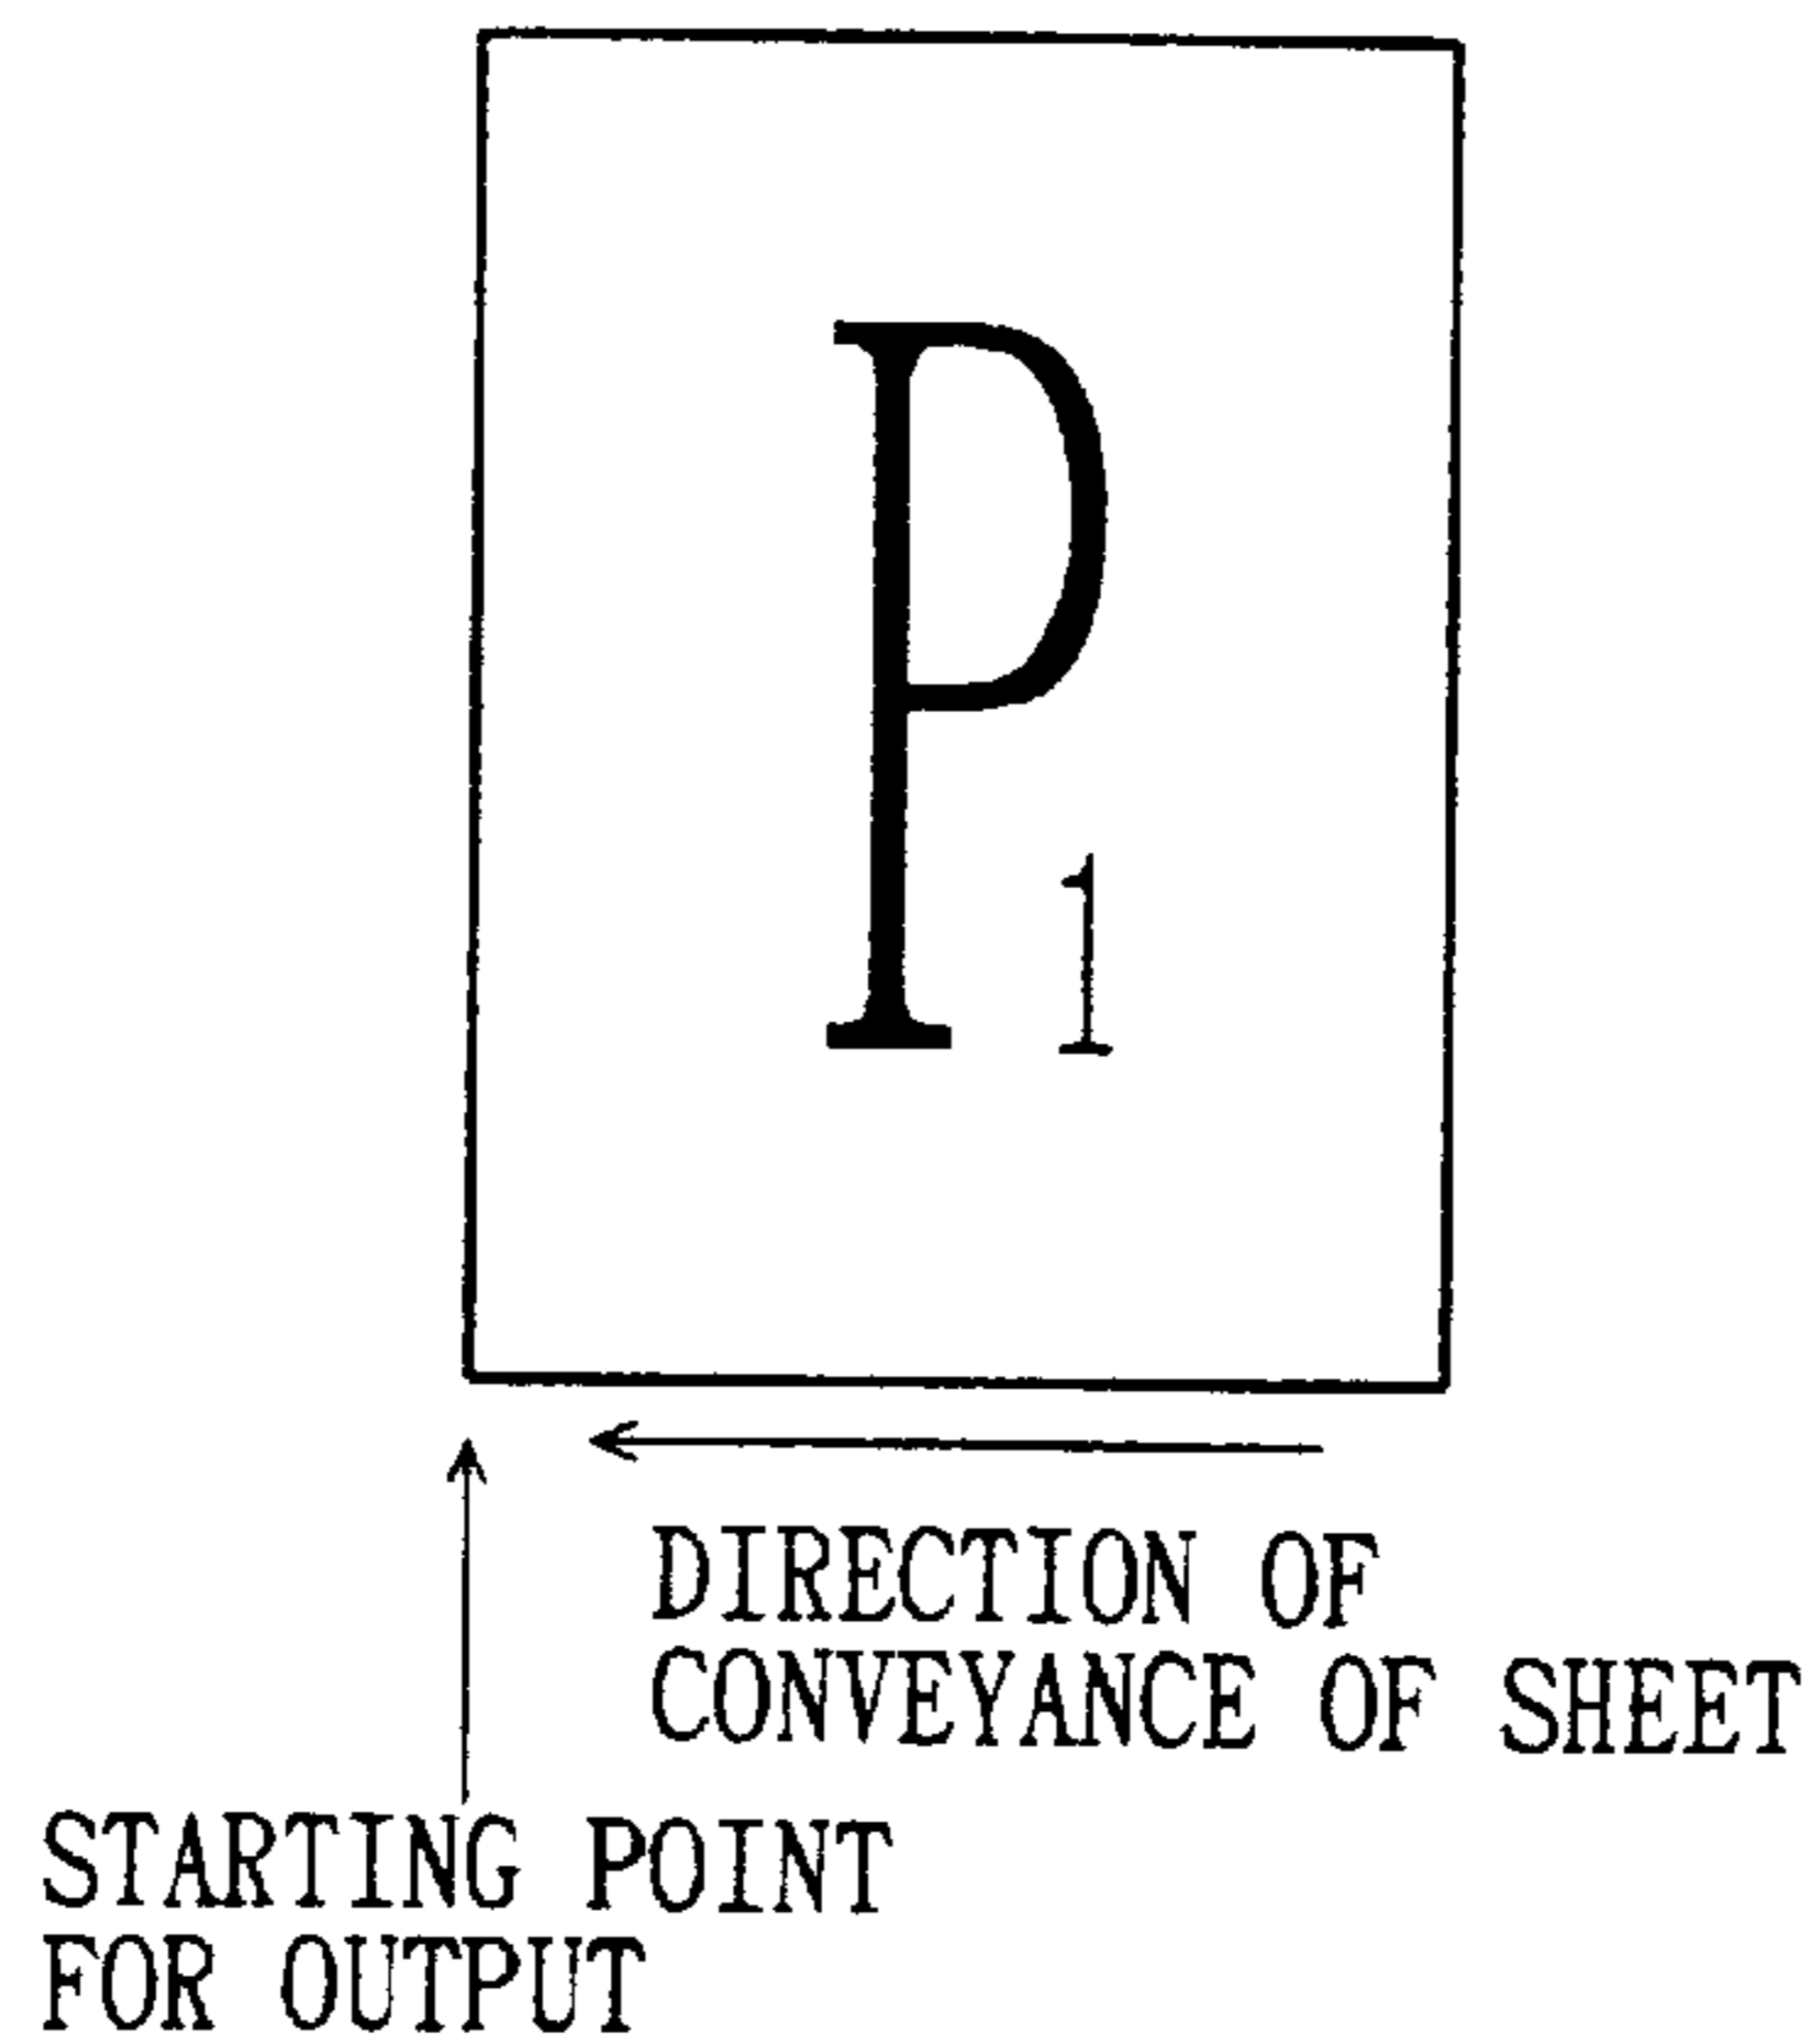 P1
DIRECTION OF
CONVEYANCE OF SHEET
STARTING POINT
FOR OUTPUT